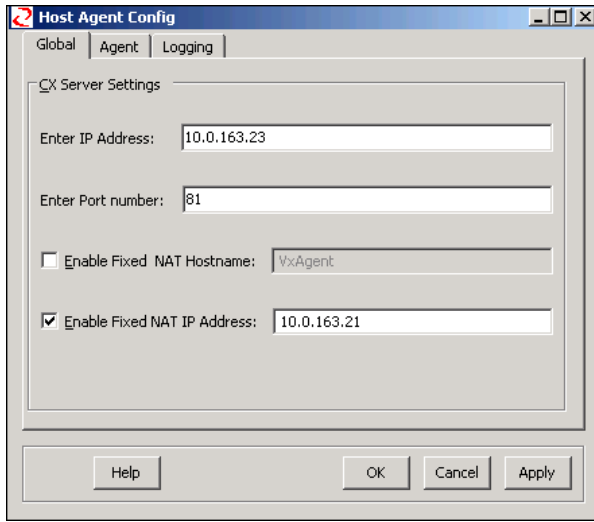 Host Agent Config
Global Agent Logging
CX Server Settings
Enter IP Address: 10.0.163.23
Enter Port number: 81
Enable Fixed NAT Hostname: VxAgent
Enable Fixed NAT IP Address: 10.0.163.21
Help OK Cancel Apply